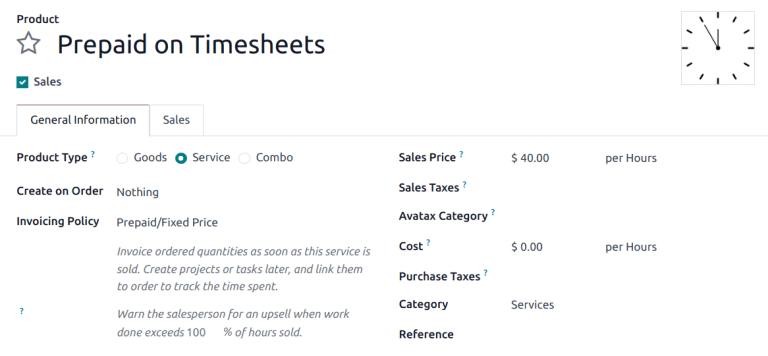 Product
Prepaid on Timesheets
Sales
General Information Sales
Product Type ? Goods Service Combo
Create on Order Nothing
Invoicing Policy Prepaid/Fixed Price
Invoice ordered quantities as soon as this service is
sold. Create projects or tasks later, and link them
to order to track the time spent.
? Warn the salesperson for an upsell when work
done exceeds 100 % of hours sold.
Sales Price ? $ 40.00 per Hours
Sales Taxes ?
Avatax Category ?
Cost ? $ 0.00 per Hours
Purchase Taxes ?
Category Services
Reference